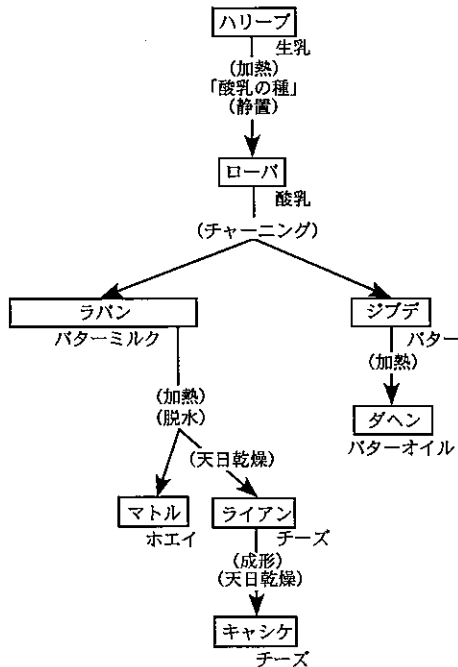 ハリーブ
生乳
(加熱)
「酸乳の種」
(静置)
ローバ
酸乳
(チャーニング)
ラバン
バターミルク
ジブデ
バター
(加熱)
ダヘン
バターオイル
(加熱)
(脱水)
(天日乾燥)
マトル
ホエイ
ライアン
チーズ
(成形)
(天日乾燥)
キャシケ
チーズ